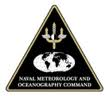 NAVAL METEOROLOGY AND
OCEANOGRAPHY COMMAND